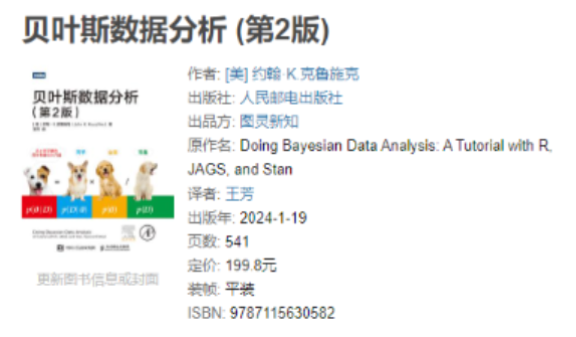 贝叶斯数据分析 (第2版)
作者: [美] 约翰·K.克鲁施克
出版社: 人民邮电出版社
出品方: 图灵新知
原作名: Doing Bayesian Data Analysis: A Tutorial with R,
JAGS, and Stan
译者: 王芳
出版年: 2024-1-19
页数: 541
定价: 199.8元
装帧: 平装
ISBN: 9787115630582
贝叶斯数据分析
(第2版)
p(θ|D) p(D|θ) p(θ) p(D)
Doing Bayesian Data Analysis
更新图书信息或封面